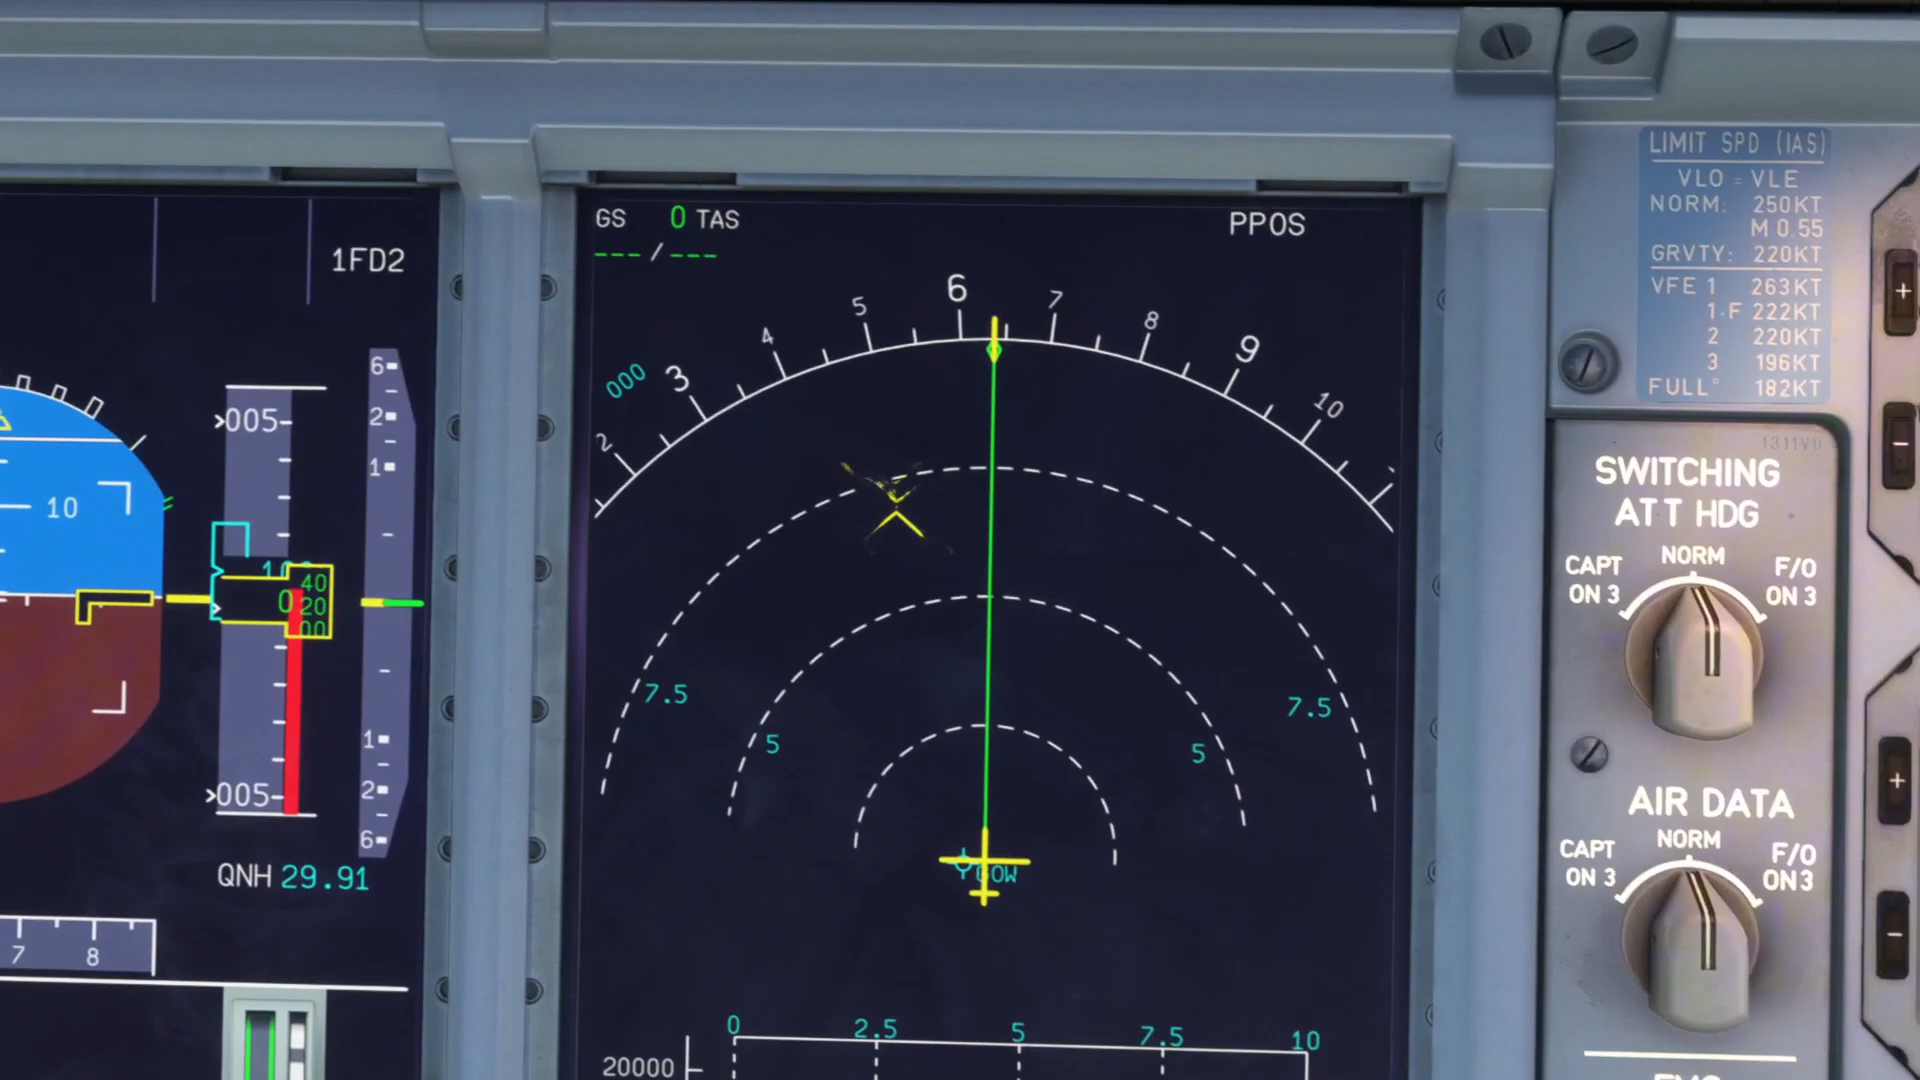 1FD2
10
005
10
0
40
20
00
005
6
2
1
1
2
6
QNH 29.91
7 8
GS 0 TAS
--- / ---
PPOS
000
2 3 4 5 6 7 8 9 10
7.5 7.5
5 5
0 2.5 5 7.5 10
20000
LIMIT SPD (IAS)
VLO = VLE
NORM: 250KT
M 0.55
GRVTY: 220KT
VFE 1 263KT
1.F 222KT
2 220KT
3 196KT
FULL 182KT
SWITCHING
ATT HDG
CAPT
ON 3
NORM
F/O
ON 3
AIR DATA
CAPT
ON 3
NORM
F/O
ON3
+
-
+
-